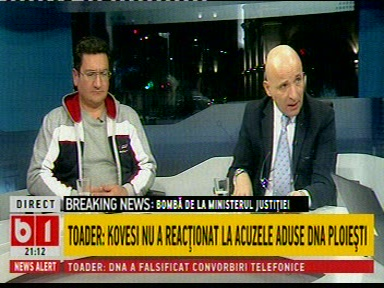 DIRECT
BREAKING NEWS: BOMBĂ DE LA MINISTERUL JUSTIŢIEI
b1
TOADER: KOVESI NU A REACŢIONAT LA ACUZELE ADUSE DNA PLOIEŞTI
21:12
NEWS ALERT TOADER: DNA A FALSIFICAT CONVORBIRI TELEFONICE